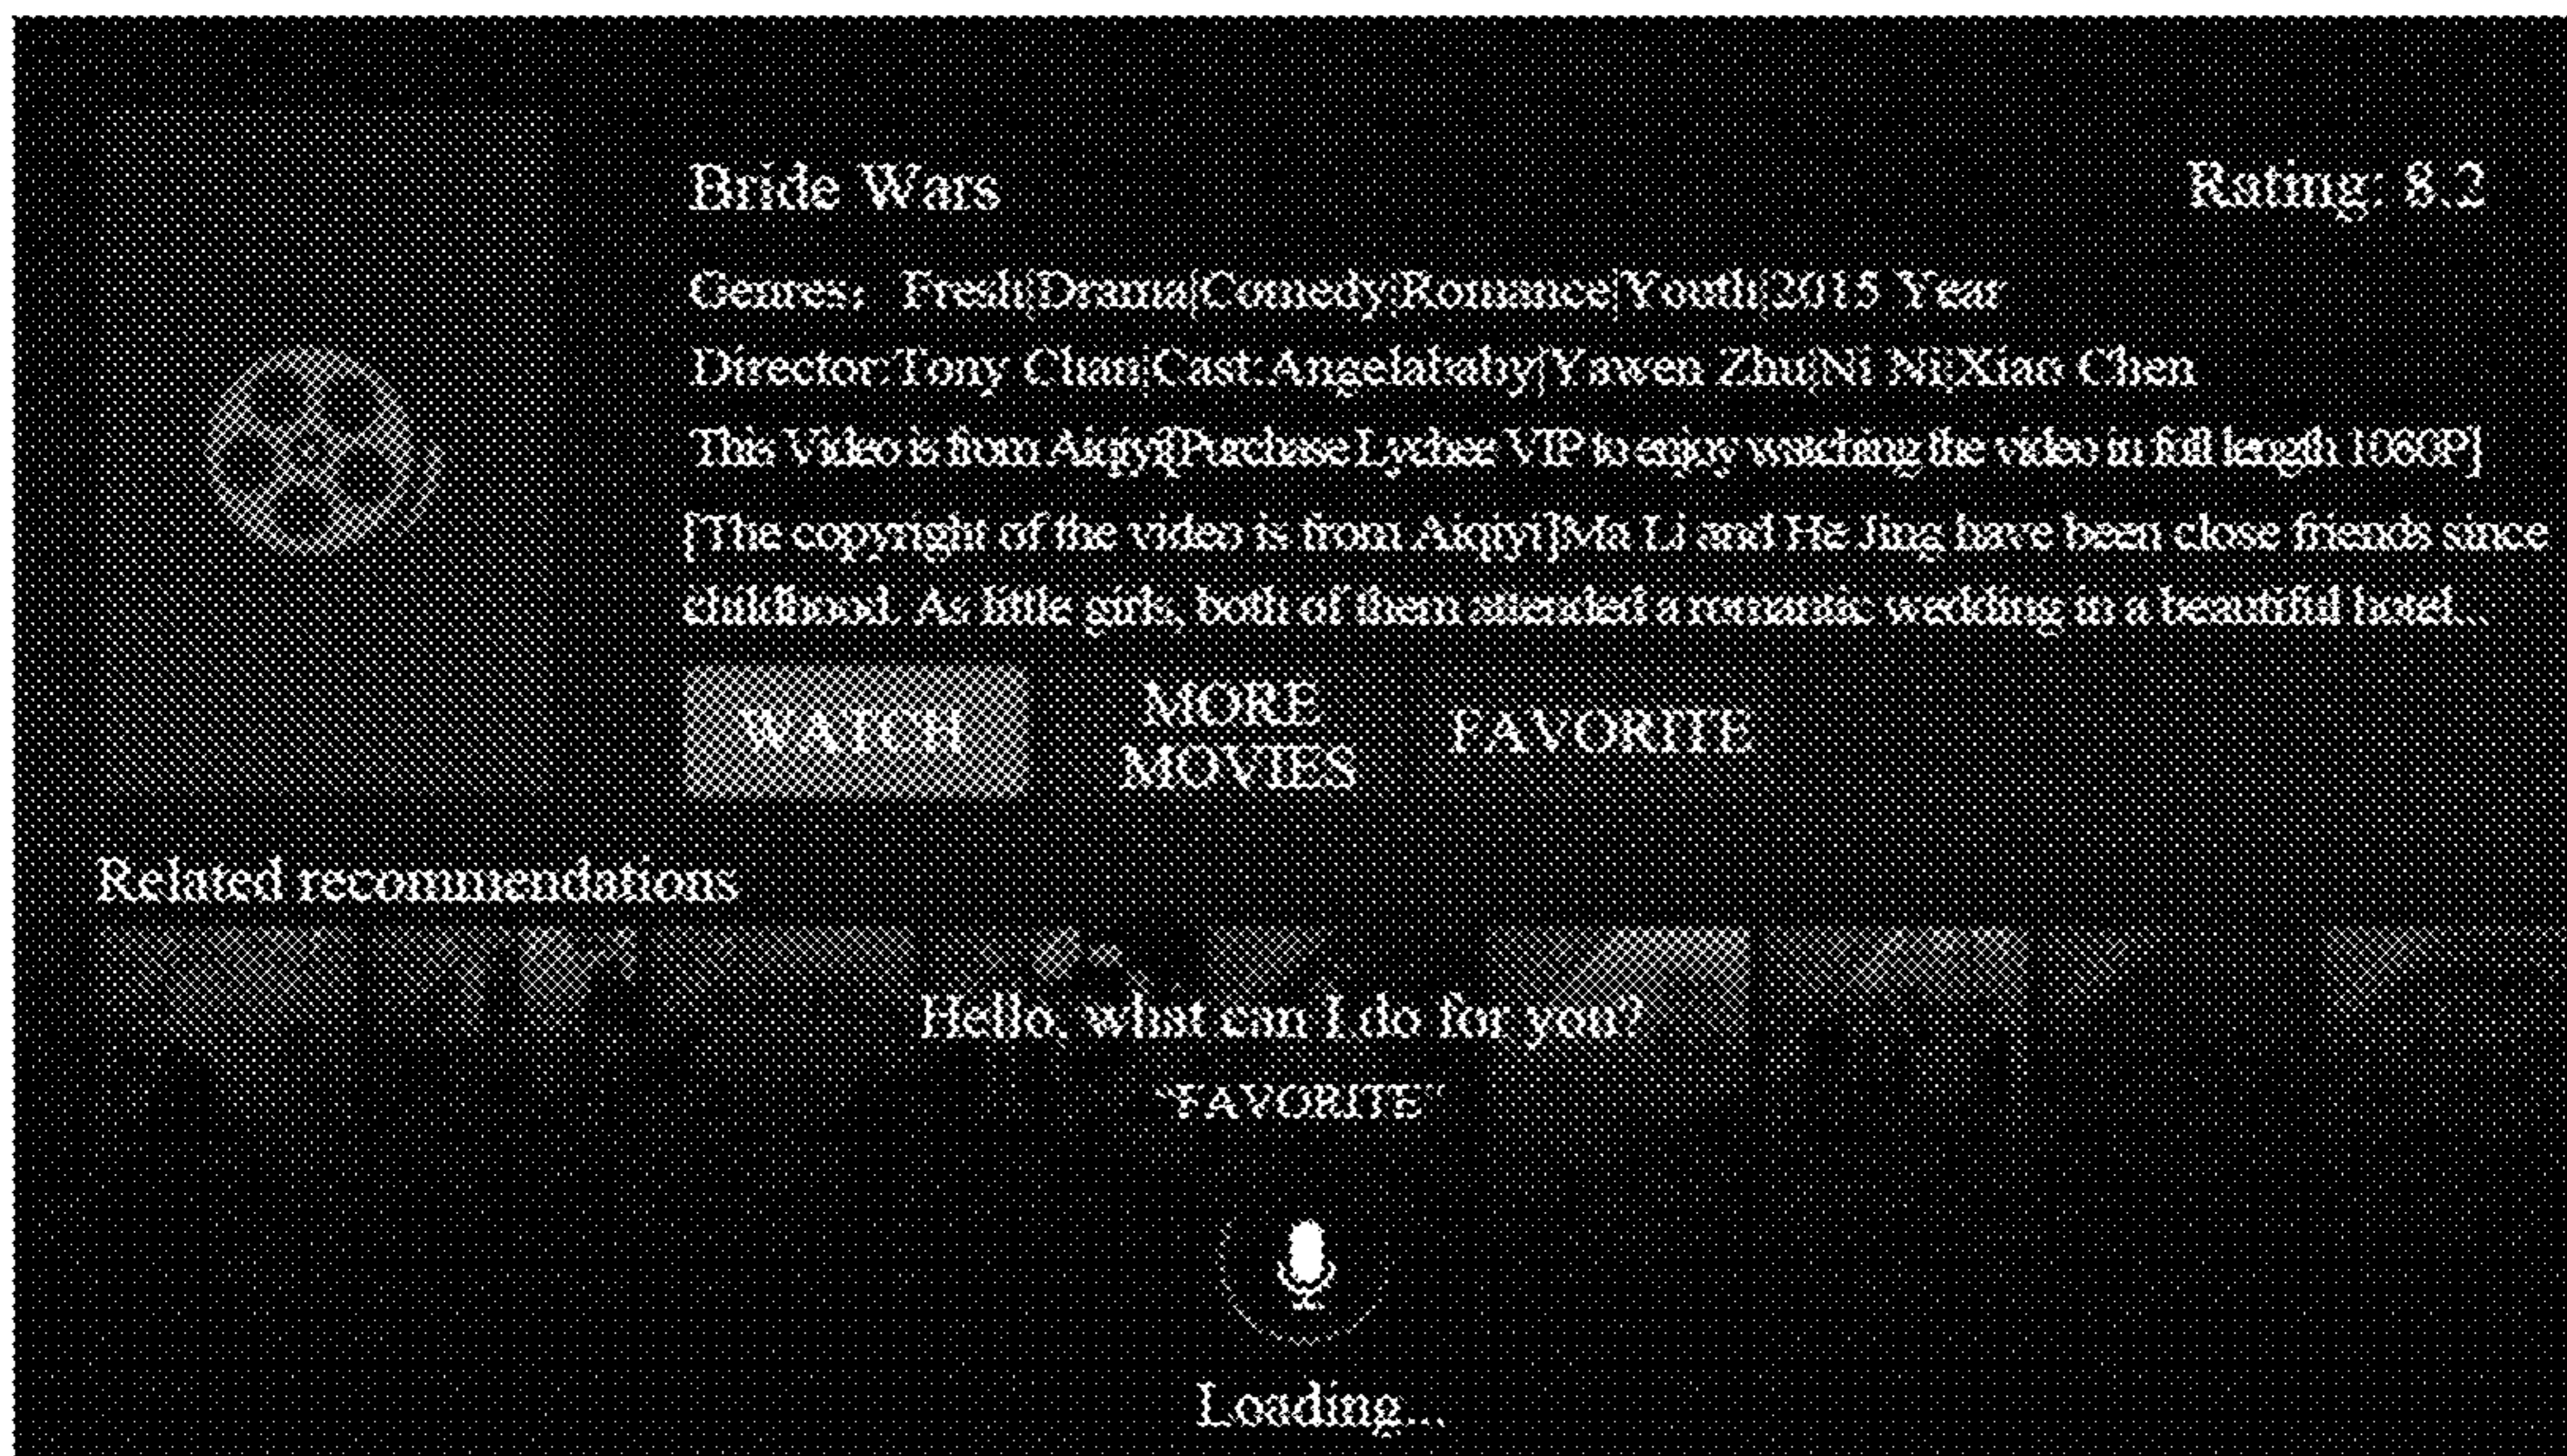 Bride Wars
Rating: 8.2
Genres: Fresh|Drama|Comedy|Romance|Youth|2015 Year
Director:Tony Chan|Cast:Angelababy|Yawen Zhu|Ni Ni|Xiao Chen
This Video is from Aiqiyi[Purchase Lychee VIP to enjoy watching the video in full length 1060P]
[The copyright of the video is from Aiqiyi]Ma Li and He Jing have been close friends since
childhood. As little girls, both of them attended a romantic wedding in a beautiful hotel...
WATCH
MORE
MOVIES
FAVORITE
Related recommendations
Hello, what can I do for you?
"FAVORITE"
Loading...